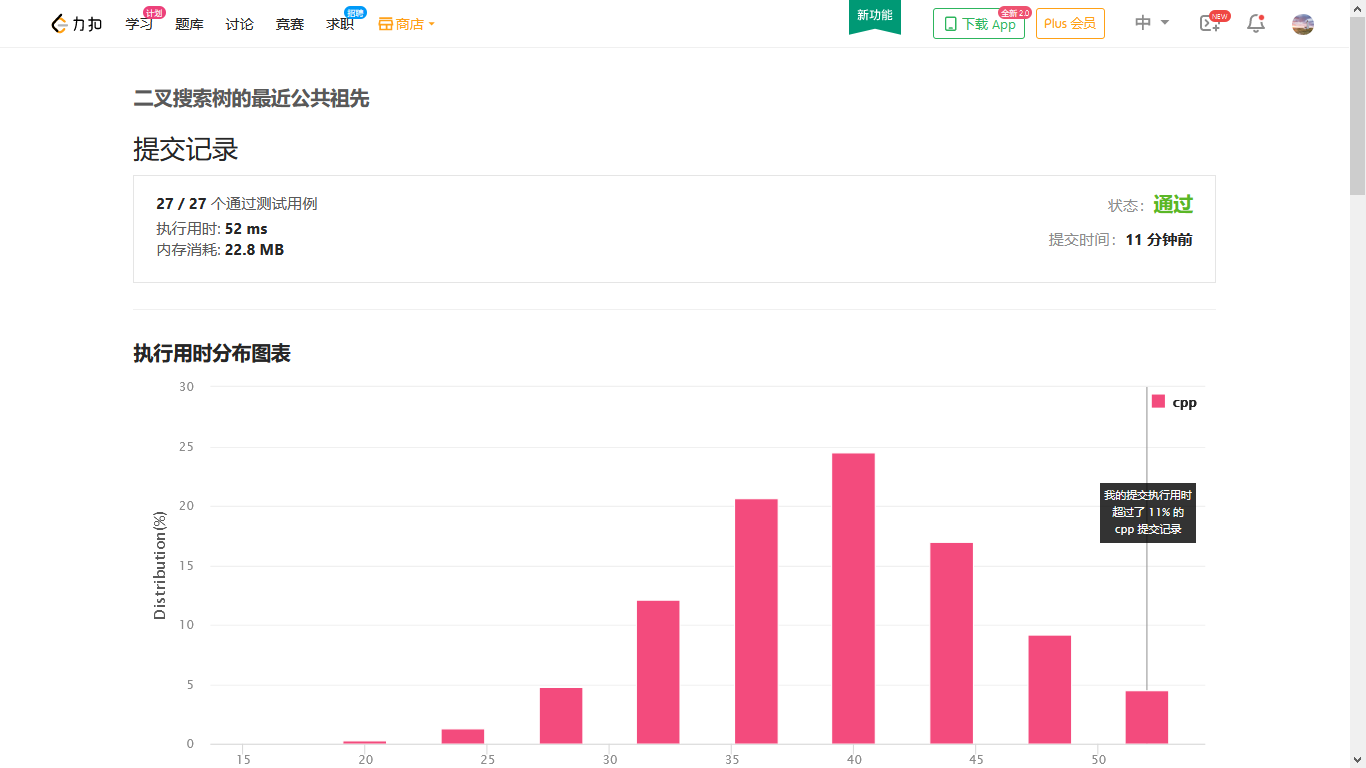 力扣 学习 计划 题库 讨论 竞赛 求职 招聘 商店 新功能 下载 App 全新 2.0 Plus 会员 中 NEW
二叉搜索树的最近公共祖先
提交记录
27 / 27 个通过测试用例
状态：通过
执行用时: 52 ms
提交时间：11 分钟前
内存消耗: 22.8 MB
执行用时分布图表
30
cpp
25
我的提交执行用时
超过了 11% 的
cpp 提交记录
20
15
10
5
0
Distribution(%)
15 20 25 30 35 40 45 50